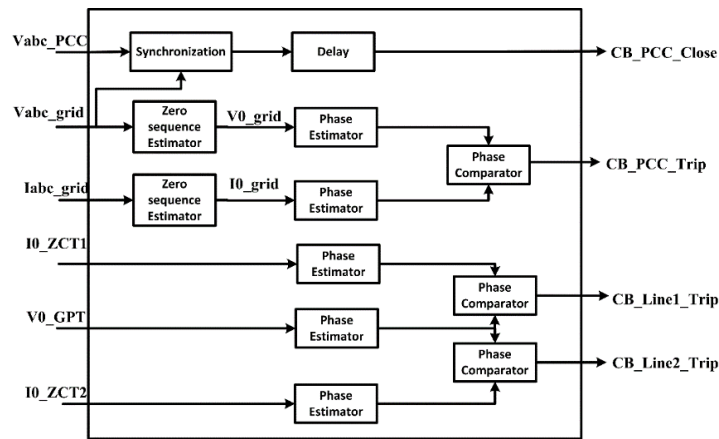 Vabc_PCC
Synchronization
Delay
CB_PCC_Close
Vabc_grid
Zero
sequence
Estimator
V0_grid
Phase
Estimator
Phase
Comparator
CB_PCC_Trip
Iabc_grid
Zero
sequence
Estimator
I0_grid
Phase
Estimator
I0_ZCT1
Phase
Estimator
Phase
Comparator
CB_Line1_Trip
V0_GPT
Phase
Estimator
Phase
Comparator
CB_Line2_Trip
I0_ZCT2
Phase
Estimator